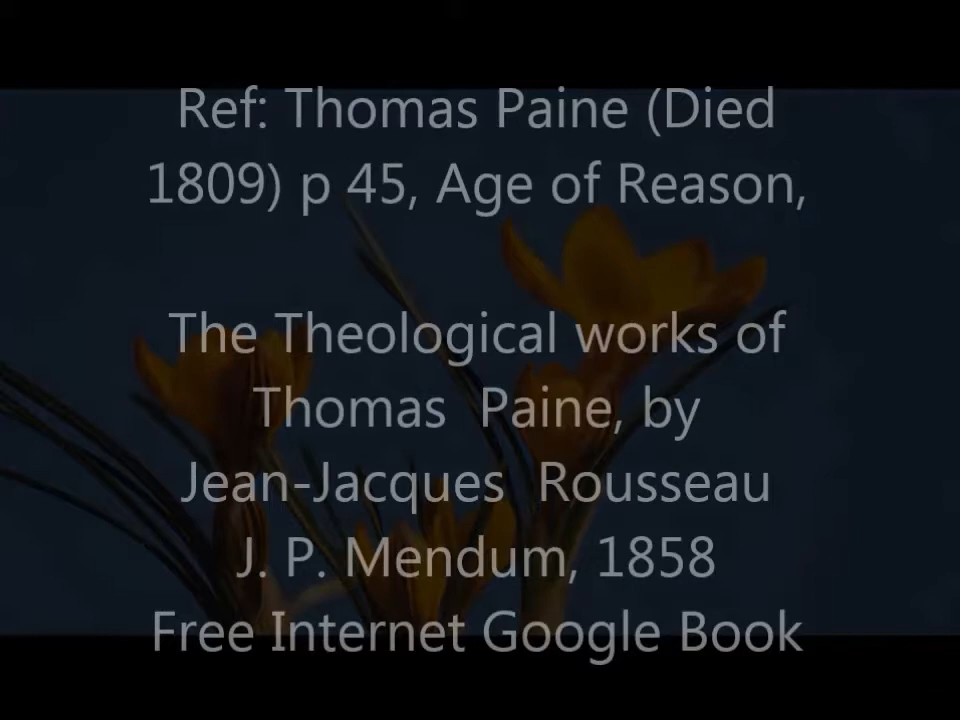 Ref: Thomas Paine (Died
1809) p 45, Age of Reason,
The Theological works of
Thomas Paine, by
Jean-Jacques Rousseau
J. P. Mendum, 1858
Free Internet Google Book